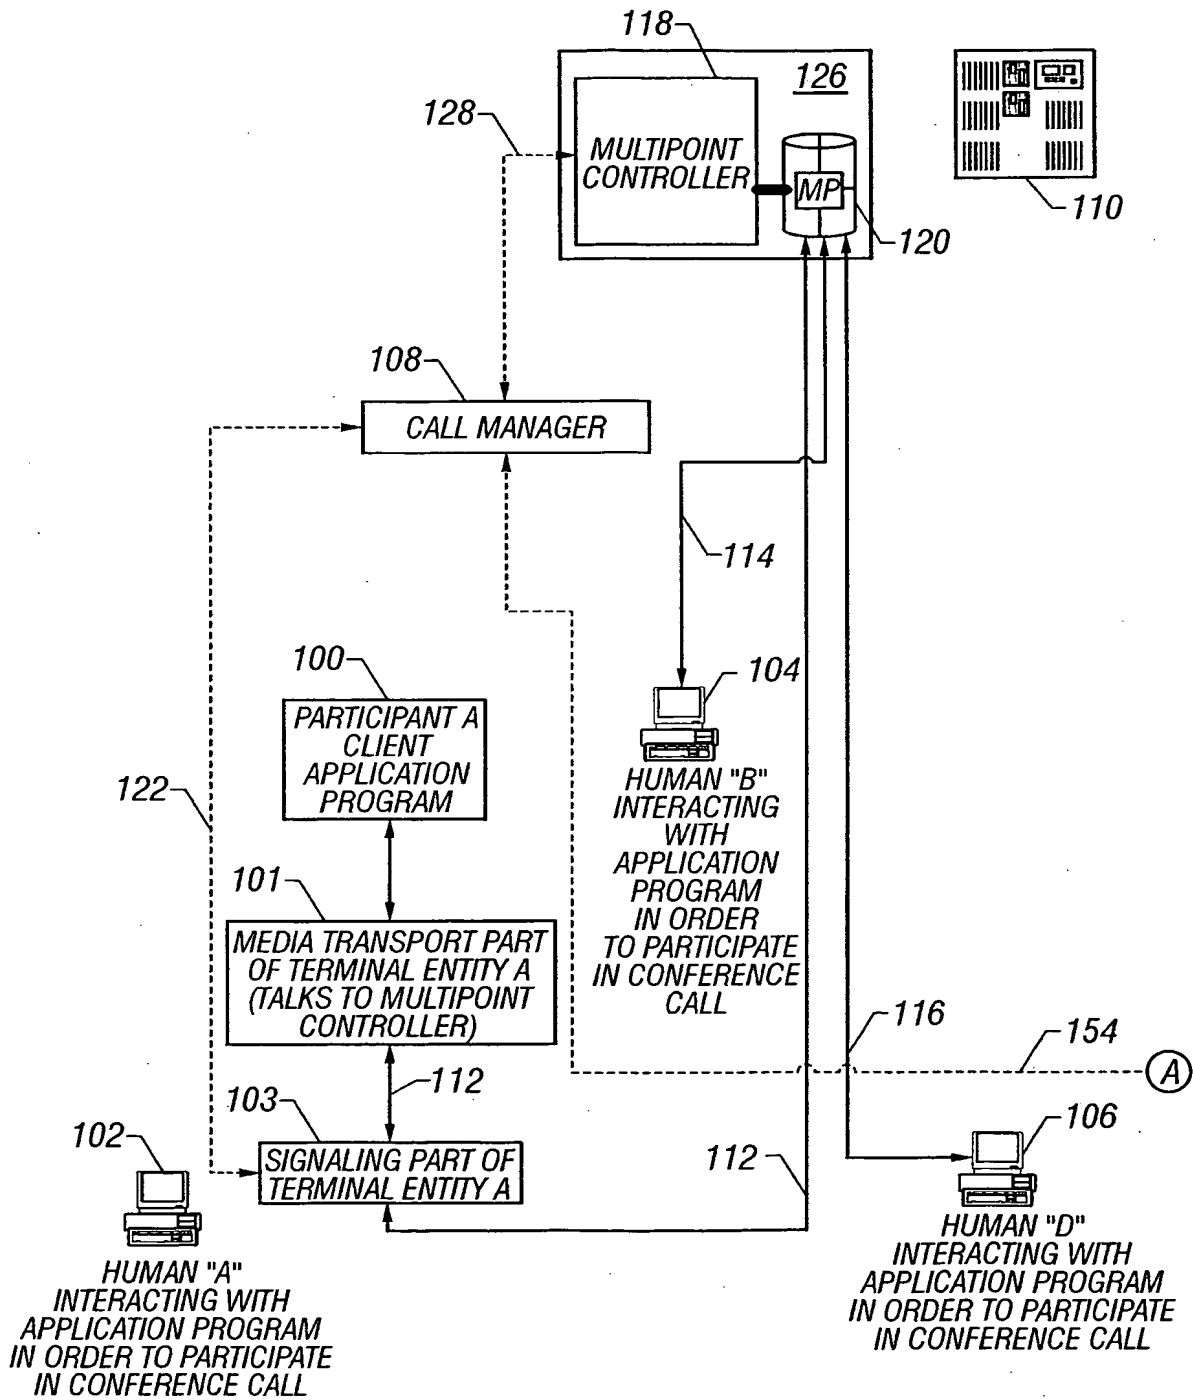 118
126
128
MULTIPOINT
CONTROLLER
MP
110
120
108
CALL MANAGER
114
100
PARTICIPANT A
CLIENT
APPLICATION
PROGRAM
104
122
HUMAN "B"
INTERACTING
WITH
APPLICATION
PROGRAM
IN ORDER
TO PARTICIPATE
IN CONFERENCE
CALL
101
MEDIA TRANSPORT PART
OF TERMINAL ENTITY A
(TALKS TO MULTIPOINT
CONTROLLER)
116
154
A
112
103
102
SIGNALING PART OF
TERMINAL ENTITY A
112
106
HUMAN "A"
INTERACTING WITH
APPLICATION PROGRAM
IN ORDER TO PARTICIPATE
IN CONFERENCE CALL
HUMAN "D"
INTERACTING WITH
APPLICATION PROGRAM
IN ORDER TO PARTICIPATE
IN CONFERENCE CALL